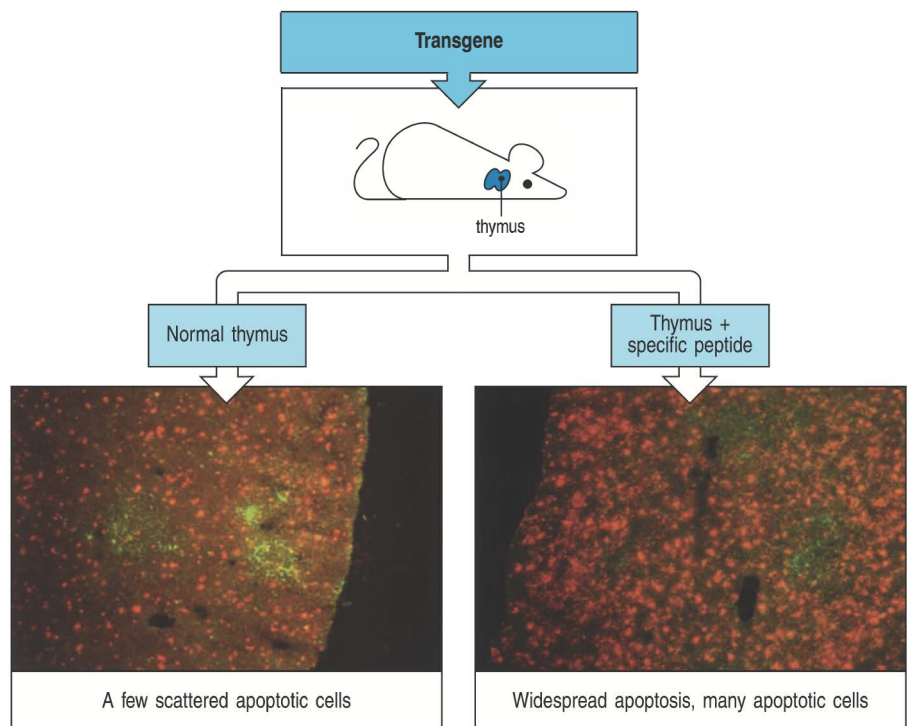 Transgene
thymus
Normal thymus
Thymus +
specific peptide
A few scattered apoptotic cells
Widespread apoptosis, many apoptotic cells